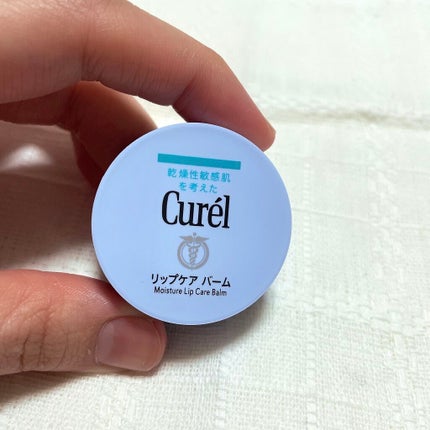 乾燥性敏感肌
を考えた
Curél
リップケア バーム
Moisture Lip Care Balm